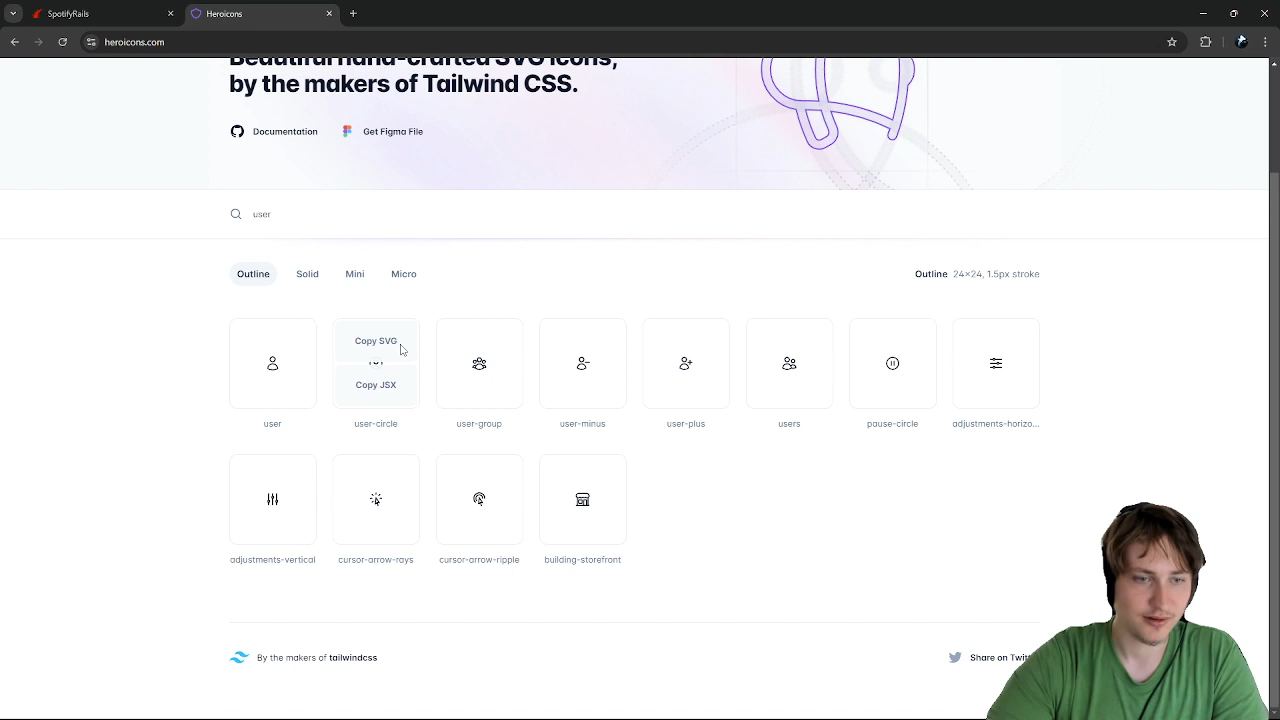 SpotifyRails
Heroicons
heroicons.com
Beautiful hand-crafted SVG icons,
by the makers of Tailwind CSS.
Documentation
Get Figma File
user
Outline
Solid
Mini
Micro
Outline 24x24, 1.5px stroke
Copy SVG
Copy JSX
user
user-circle
user-group
user-minus
user-plus
users
pause-circle
adjustments-horizo...
adjustments-vertical
cursor-arrow-rays
cursor-arrow-ripple
building-storefront
By the makers of tailwindcss
Share on Twit